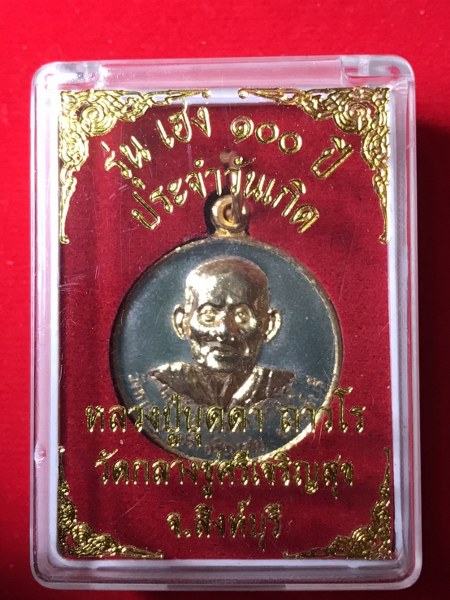 รุ่น เฮง ๑๐๐ ปี
ประจำวันเกิด
หลวงปู่บุดดา ถาวโร
วัดกลางชูศรีเจริญสุข
จ.สิงห์บุรี